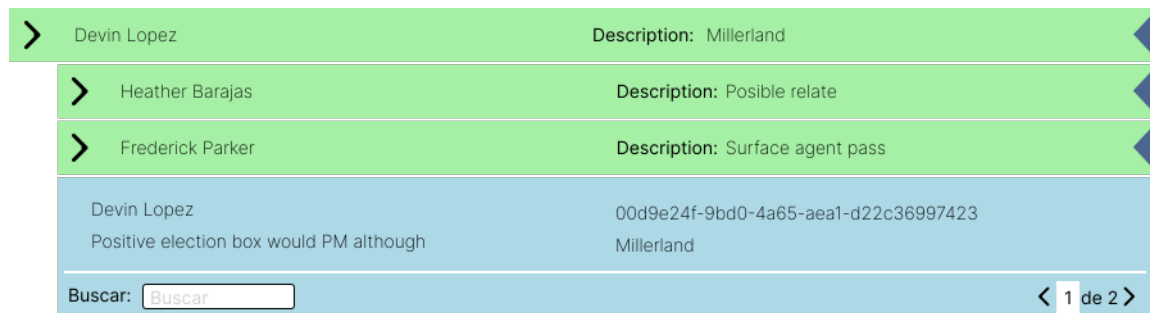 Devin Lopez Description: Millerland
Heather Barajas Description: Posible relate
Frederick Parker Description: Surface agent pass
Devin Lopez 00d9e24f-9bd0-4a65-aea1-d22c36997423
Positive election box would PM although Millerland
Buscar: Buscar 1 de 2